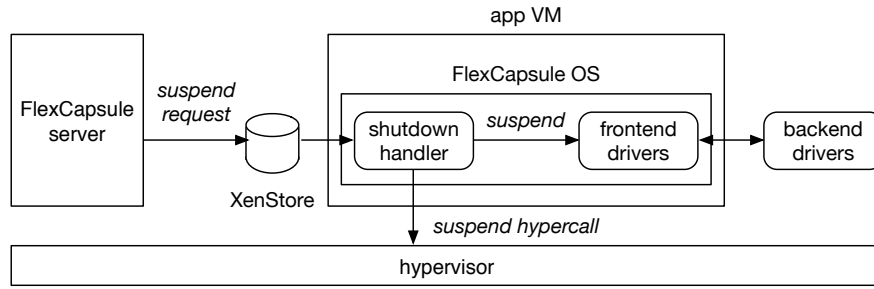 app VM
FlexCapsule
server
suspend
request
XenStore
FlexCapsule OS
shutdown
handler
suspend
frontend
drivers
backend
drivers
suspend hypercall
hypervisor